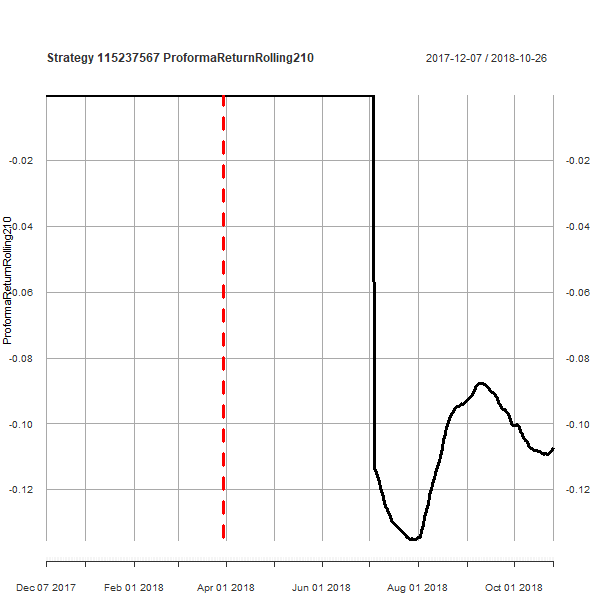 Strategy 115237567 ProformaReturnRolling210
2017-12-07 / 2018-10-26
ProformaReturnRolling210
-0.02
-0.04
-0.06
-0.08
-0.10
-0.12
-0.02
-0.04
-0.06
-0.08
-0.10
-0.12
Dec 07 2017
Feb 01 2018
Apr 01 2018
Jun 01 2018
Aug 01 2018
Oct 01 2018